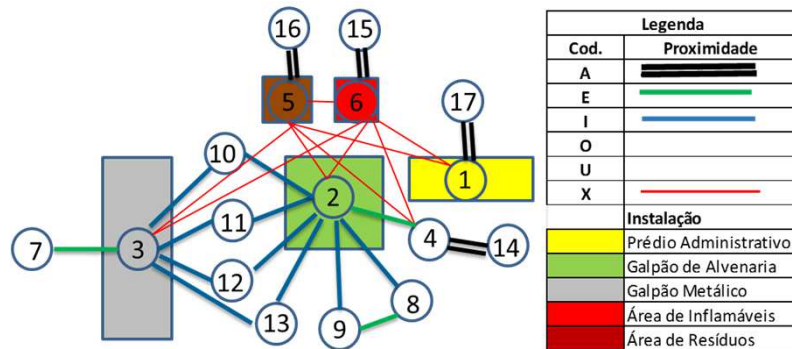 16
15
5
6
17
1
10
2
11
4
14
7
3
12
8
13
9
Legenda
Cod. Proximidade
A
E
I
O
U
X
Instalação
Prédio Administrativo
Galpão de Alvenaria
Galpão Metálico
Área de Inflamáveis
Área de Resíduos